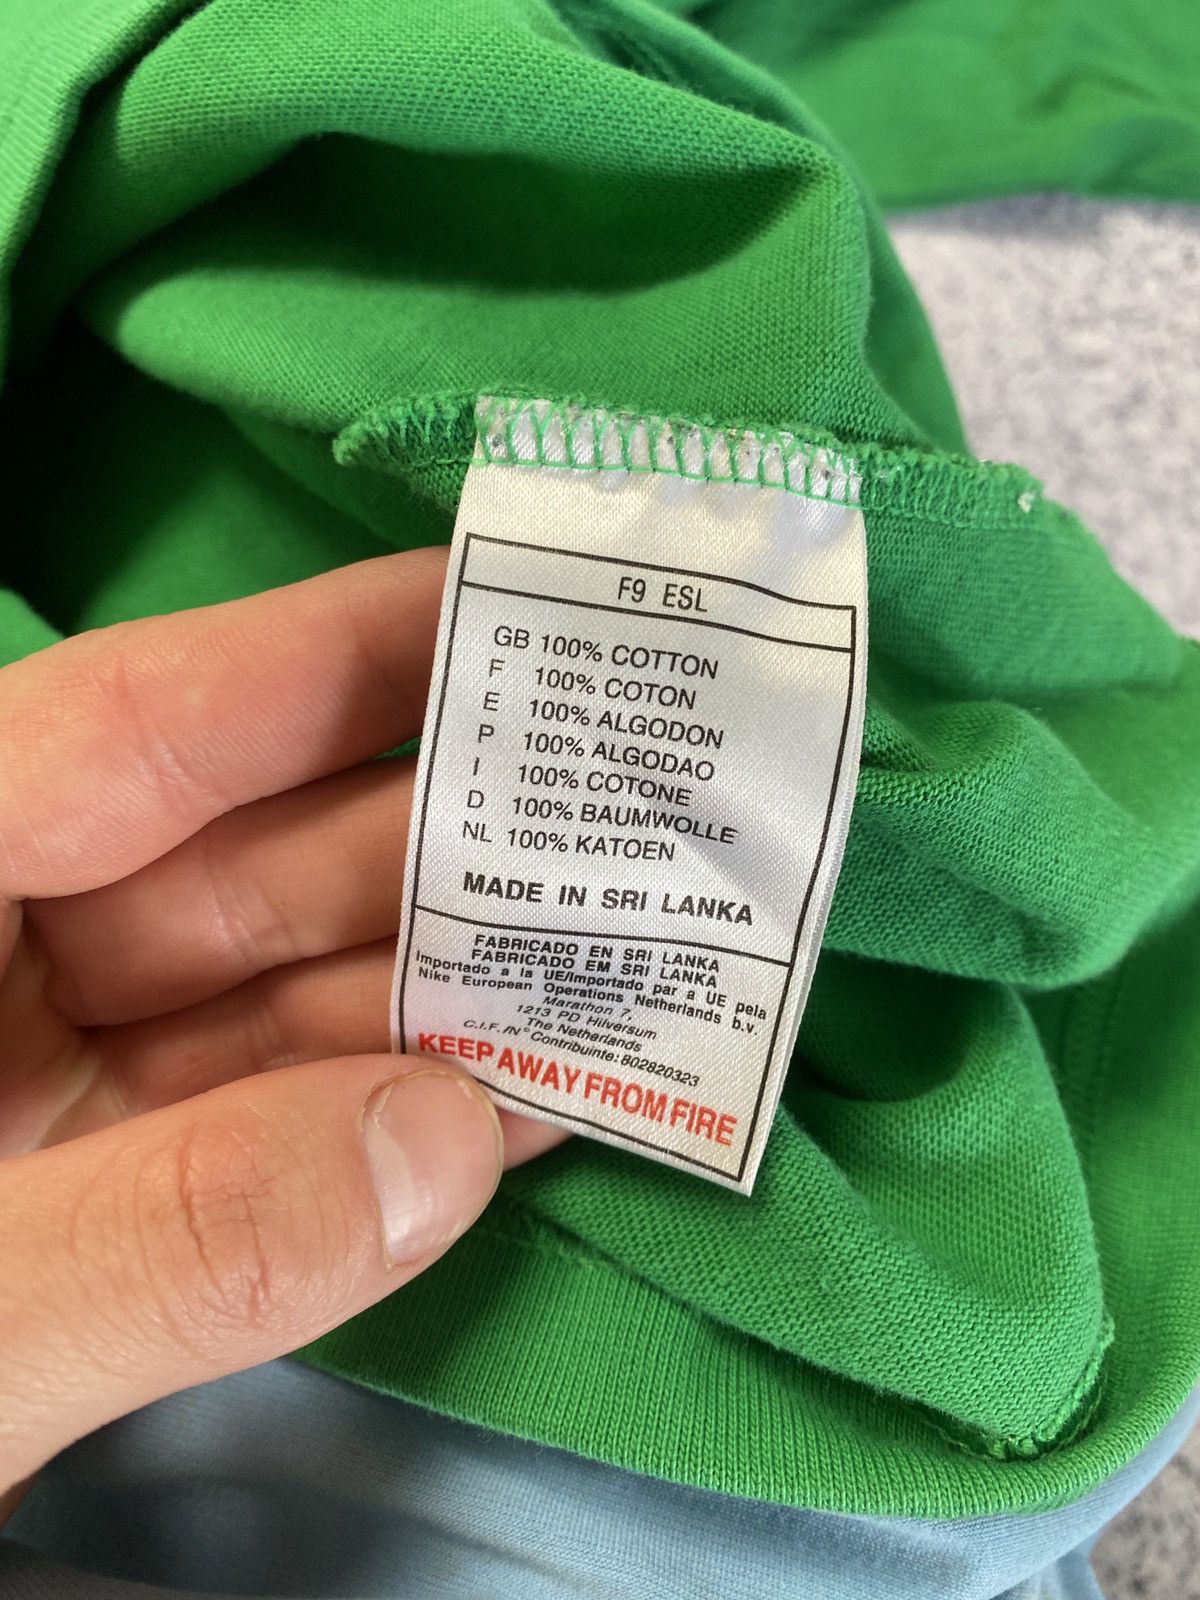 F9 ESL
GB 100% COTTON
F 100% COTON
E 100% ALGODON
P 100% ALGODAO
I 100% COTONE
D 100% BAUMWOLLE
NL 100% KATOEN
MADE IN SRI LANKA
FABRICADO EN SRI LANKA
FABRICADO EM SRI LANKA
Importado a la UE/Importado par a UE pela
Nike European Operations Netherlands b.v.
Marathon 7,
1213 PD Hilversum
The Netherlands
C.I.F./N° Contribuinte: 802820323
KEEP AWAY FROM FIRE